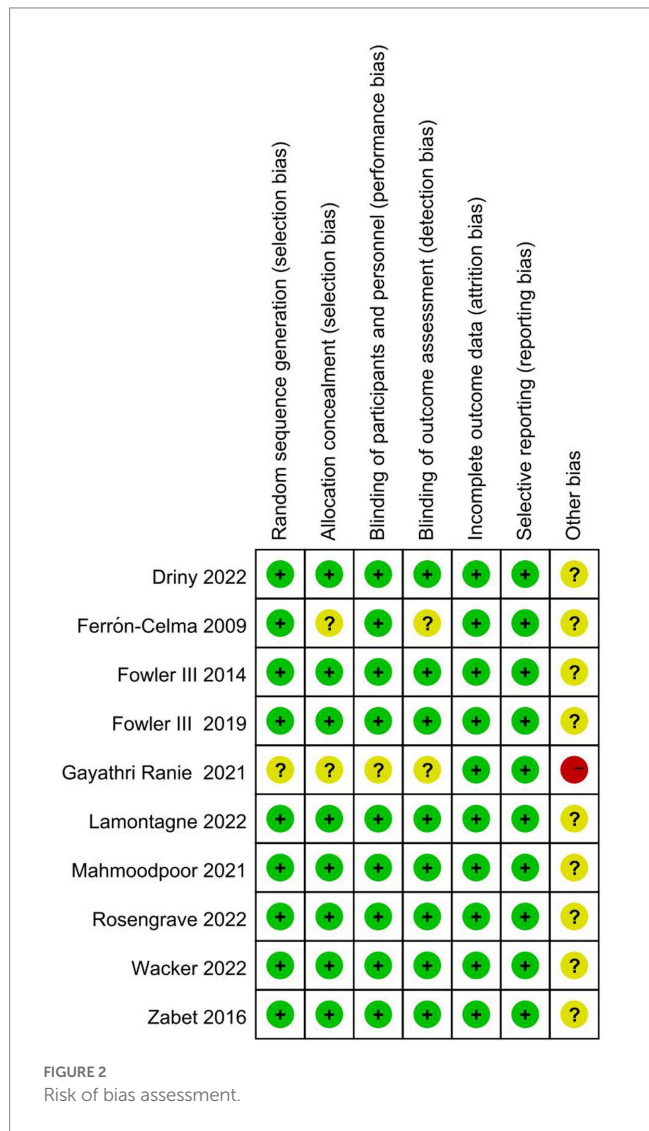 Random sequence generation (selection bias)
Allocation concealment (selection bias)
Blinding of participants and personnel (performance bias)
Blinding of outcome assessment (detection bias)
Incomplete outcome data (attrition bias)
Selective reporting (reporting bias)
Other bias
Driny 2022 + + + + + + ?
Ferrón-Celma 2009 + ? + ? + + ?
Fowler III 2014 + + + + + + ?
Fowler III 2019 + + + + + + ?
Gayathri Ranie 2021 ? ? ? ? + + –
Lamontagne 2022 + + + + + + ?
Mahmoodpoor 2021 + + + + + + ?
Rosengrave 2022 + + + + + + ?
Wacker 2022 + + + + + + ?
Zabet 2016 + + + + + + ?
FIGURE 2
Risk of bias assessment.